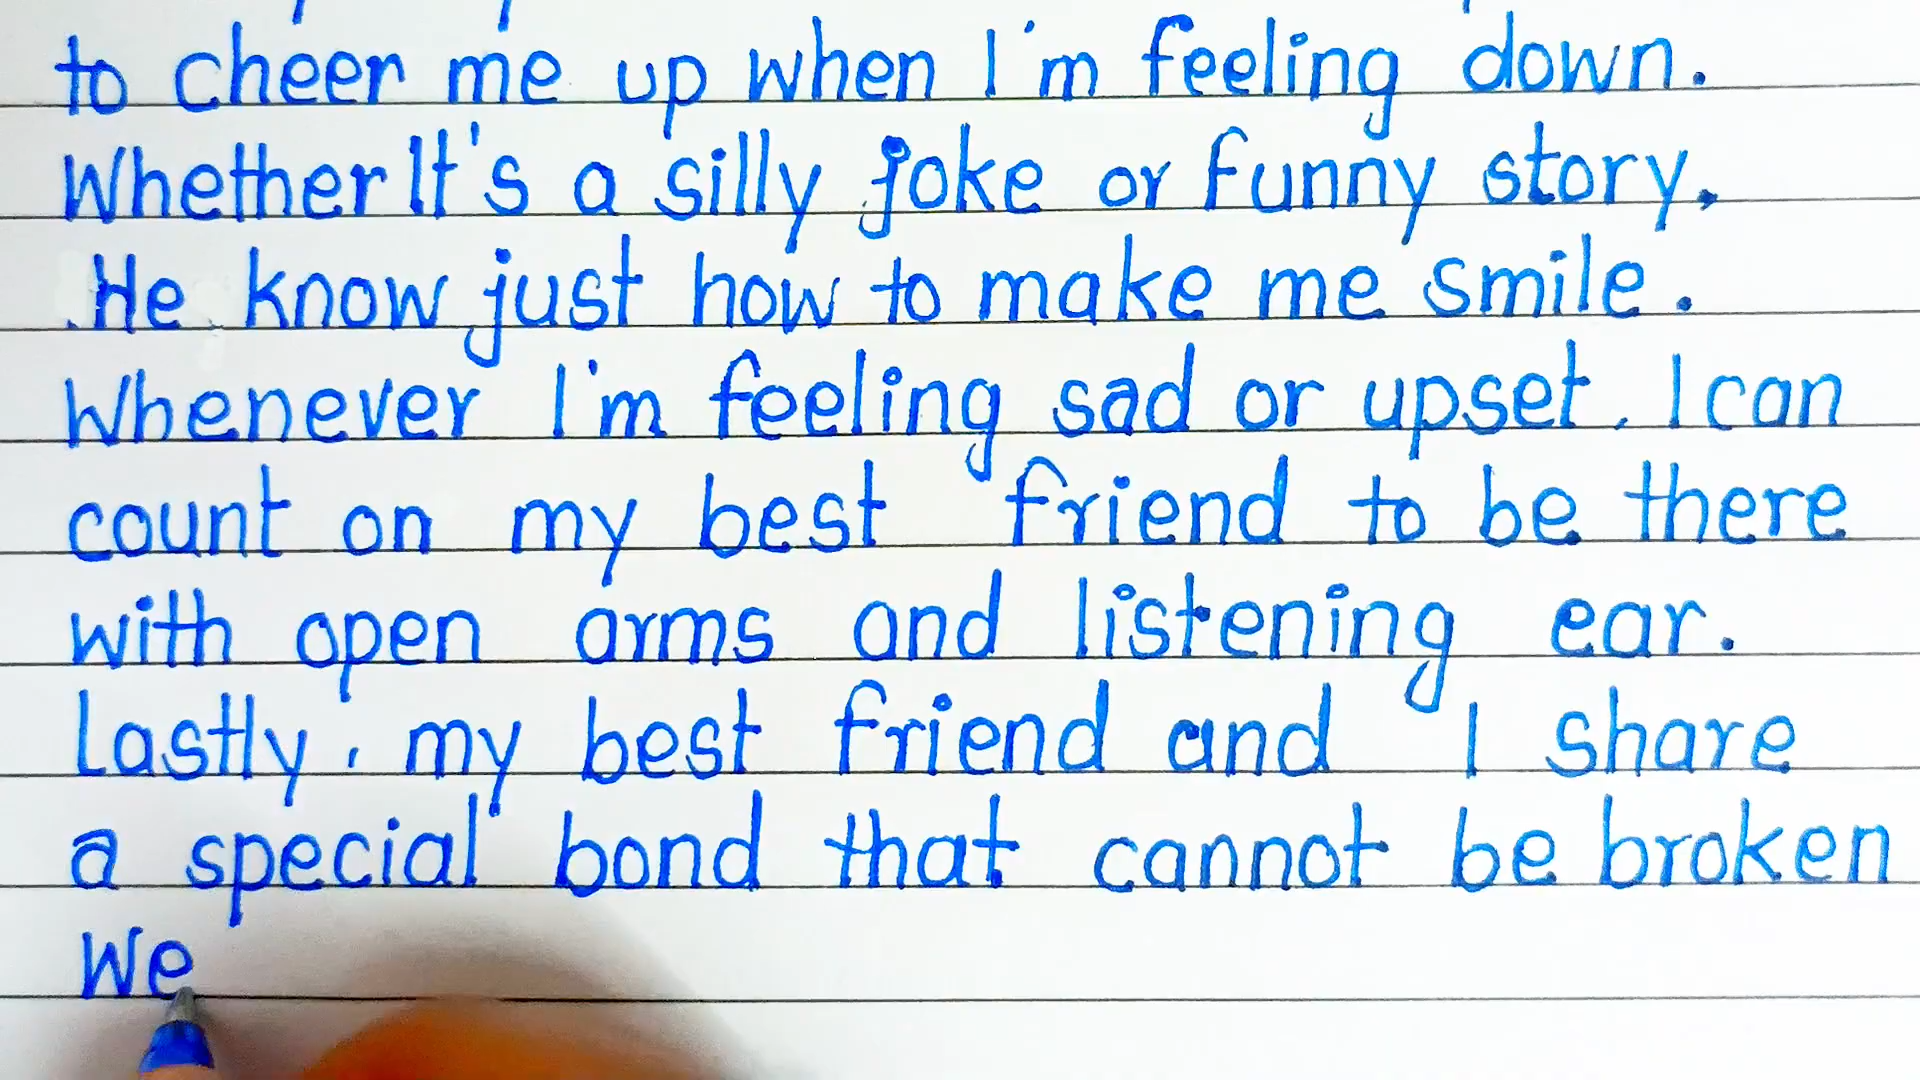 to cheer me up when I'm feeling down.
Whether It's a silly joke or funny story,
He know just how to make me smile.
Whenever I'm feeling sad or upset, I can
count on my best friend to be there
with open arms and listening ear.
Lastly, my best friend and I share
a special bond that cannot be broken
We